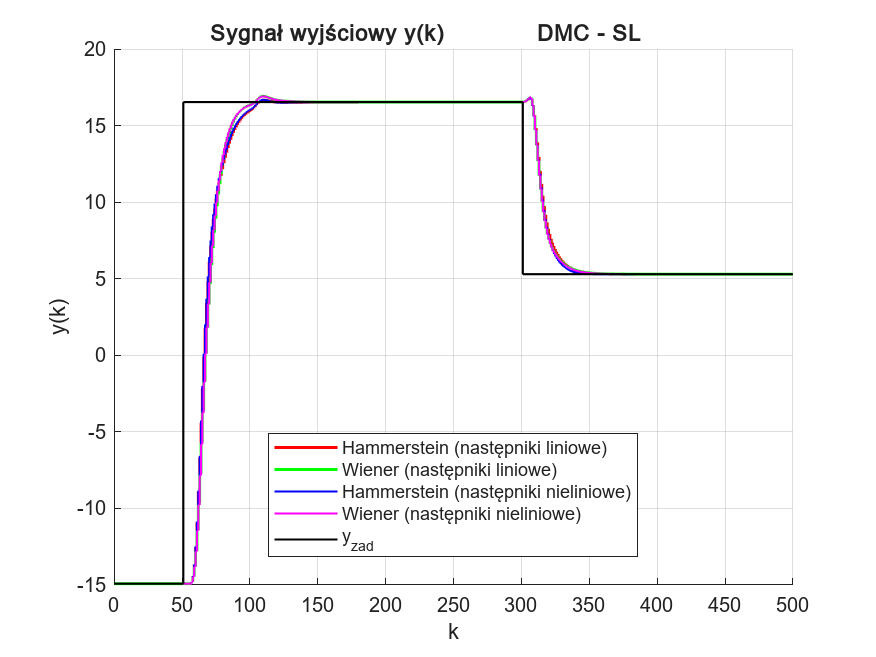 Sygnał wyjściowy y(k) DMC - SL
20
15
10
5
0
-5
-10
-15
y(k)
Hammerstein (następniki liniowe)
Wiener (następniki liniowe)
Hammerstein (następniki nieliniowe)
Wiener (następniki nieliniowe)
y_zad
0 50 100 150 200 250 300 350 400 450 500
k